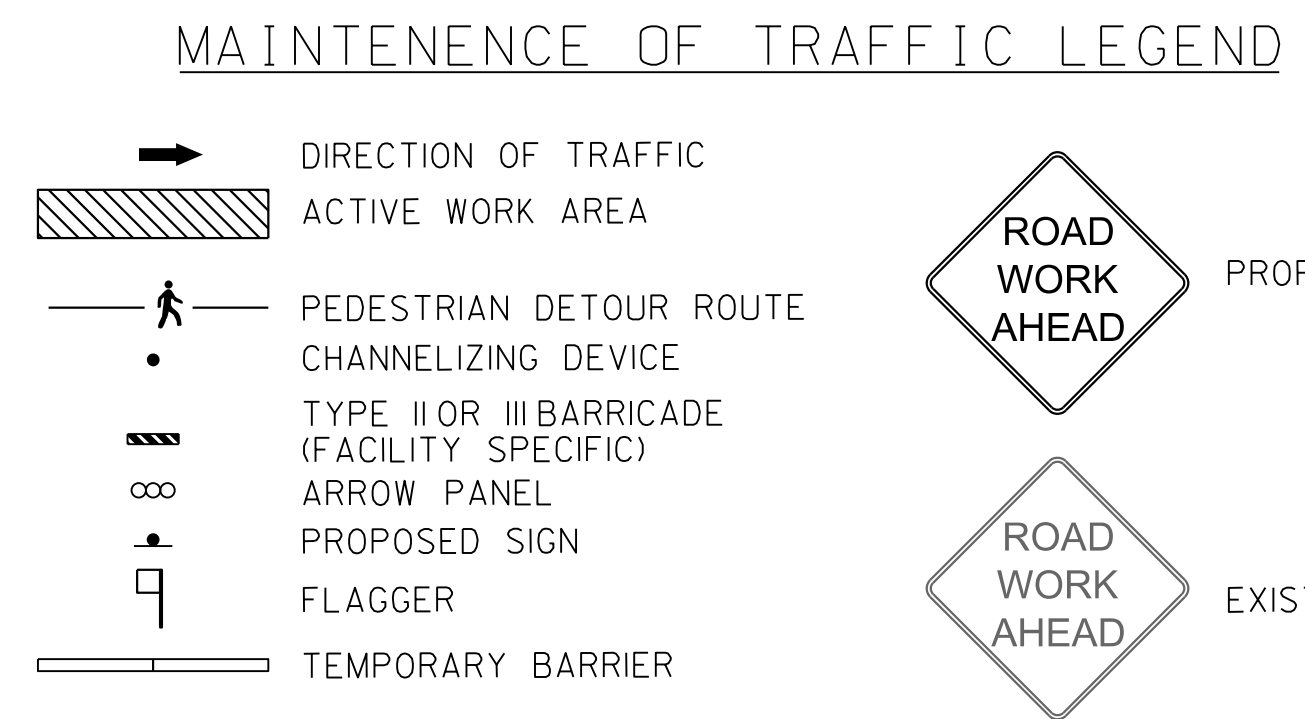 MAINTENENCE OF TRAFFIC LEGEND
DIRECTION OF TRAFFIC
ACTIVE WORK AREA
PEDESTRIAN DETOUR ROUTE
CHANNELIZING DEVICE
TYPE II OR III BARRICADE
(FACILITY SPECIFIC)
ARROW PANEL
PROPOSED SIGN
FLAGGER
TEMPORARY BARRIER
ROAD
WORK
AHEAD
ROAD
WORK
AHEAD